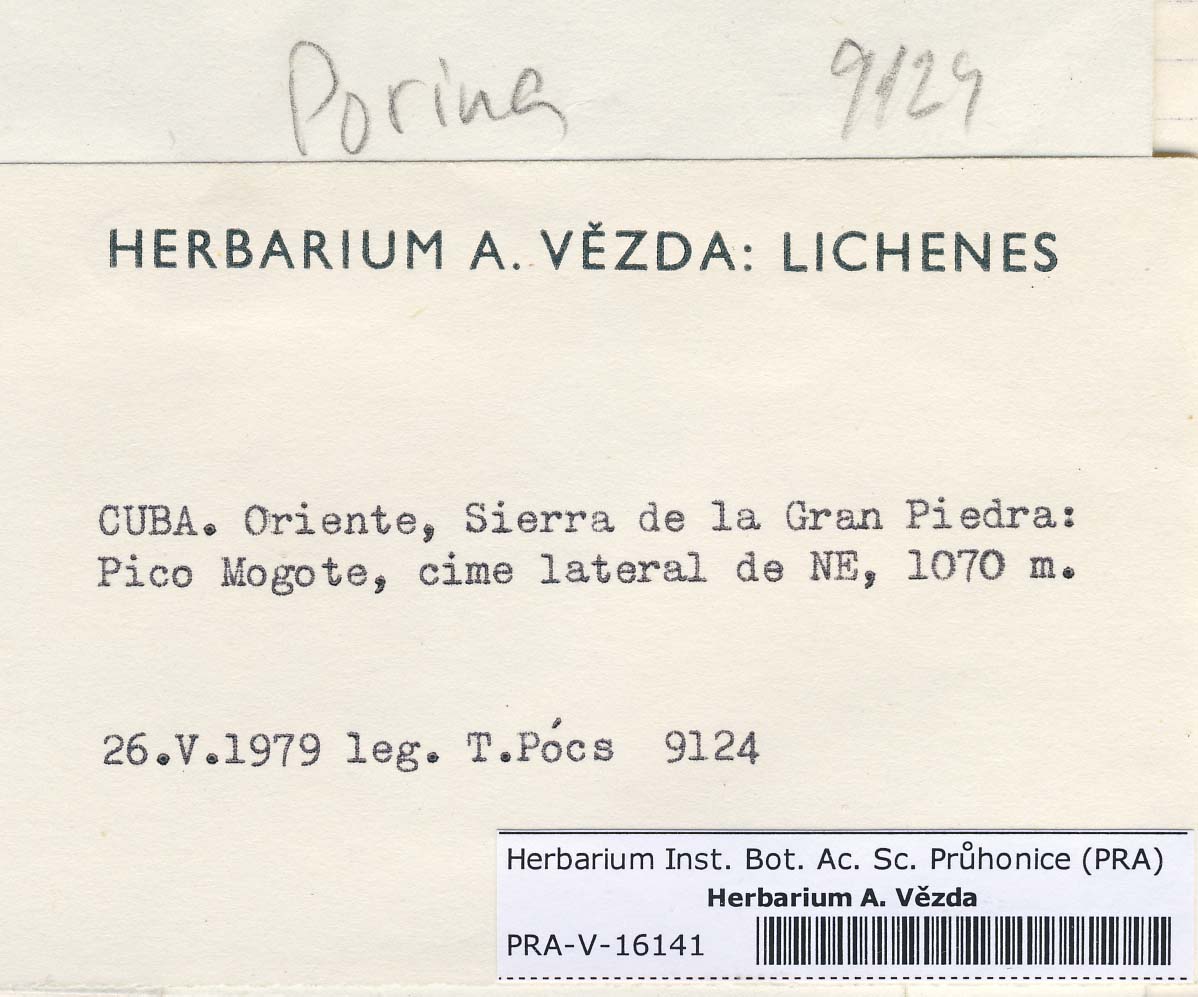 Porina 9124
HERBARIUM A. VĚZDA: LICHENES
CUBA. Oriente, Sierra de la Gran Piedra:
Pico Mogote, cime lateral de NE, 1070 m.
26.V.1979 leg. T.Pócs 9124
Herbarium Inst. Bot. Ac. Sc. Průhonice (PRA)
Herbarium A. Vězda
PRA-V-16141